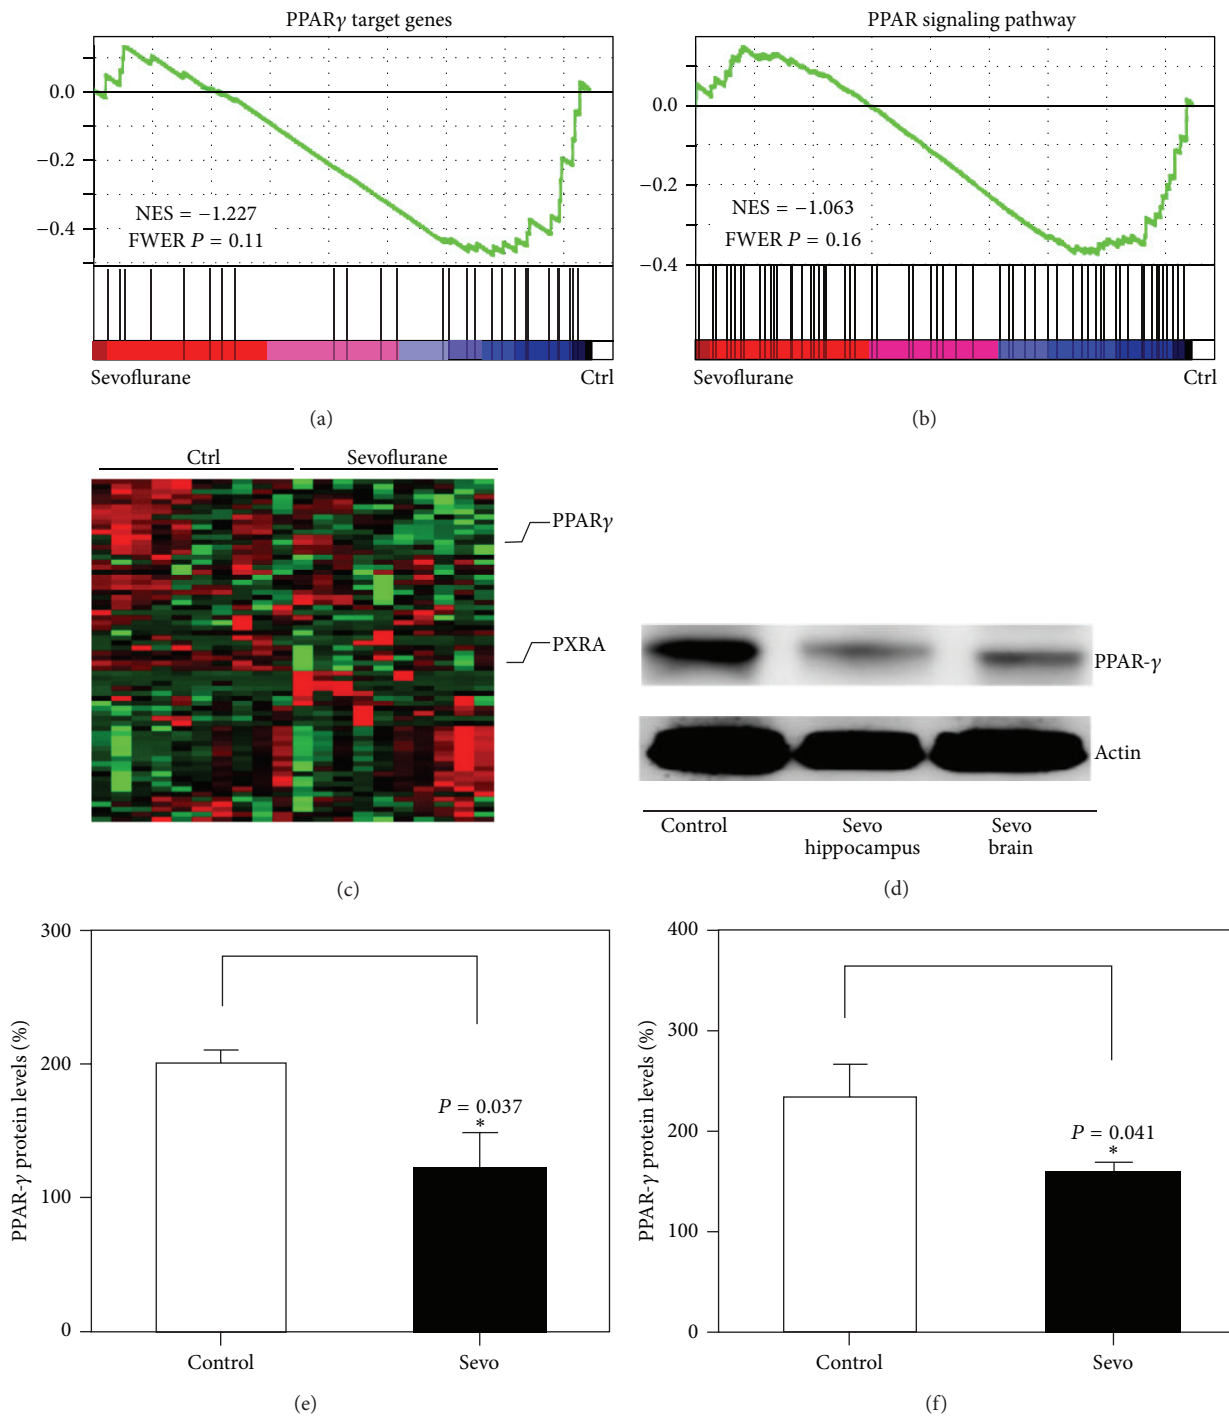 PPARγ target genes
0.0
−0.2
−0.4
NES = −1.227
FWER P = 0.11
Sevoflurane
Ctrl
(a)
PPAR signaling pathway
0.0
−0.2
−0.4
NES = −1.063
FWER P = 0.16
Sevoflurane
Ctrl
(b)
Ctrl
Sevoflurane
PPARγ
PXRA
(c)
PPAR-γ
Actin
Control
Sevo
hippocampus
Sevo
brain
(d)
PPAR-γ protein levels (%)
300
200
100
0
P = 0.037
*
Control
Sevo
(e)
PPAR-γ protein levels (%)
400
300
200
100
0
P = 0.041
*
Control
Sevo
(f)